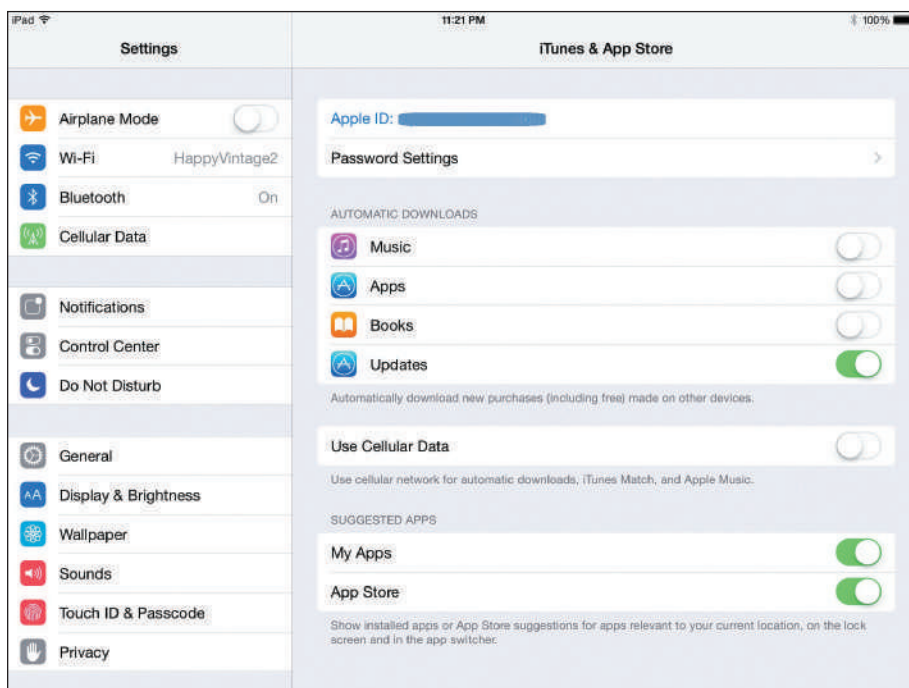 iPad 11:21 PM 100%
Settings
iTunes & App Store
Airplane Mode
Wi-Fi HappyVintage2
Bluetooth On
Cellular Data
Notifications
Control Center
Do Not Disturb
General
AA Display & Brightness
Wallpaper
Sounds
Touch ID & Passcode
Privacy
Apple ID:
Password Settings
AUTOMATIC DOWNLOADS
Music
Apps
Books
Updates
Automatically download new purchases (including free) made on other devices.
Use Cellular Data
Use cellular network for automatic downloads, iTunes Match, and Apple Music.
SUGGESTED APPS
My Apps
App Store
Show installed apps or App Store suggestions for apps relevant to your current location, on the lock
screen and in the app switcher.